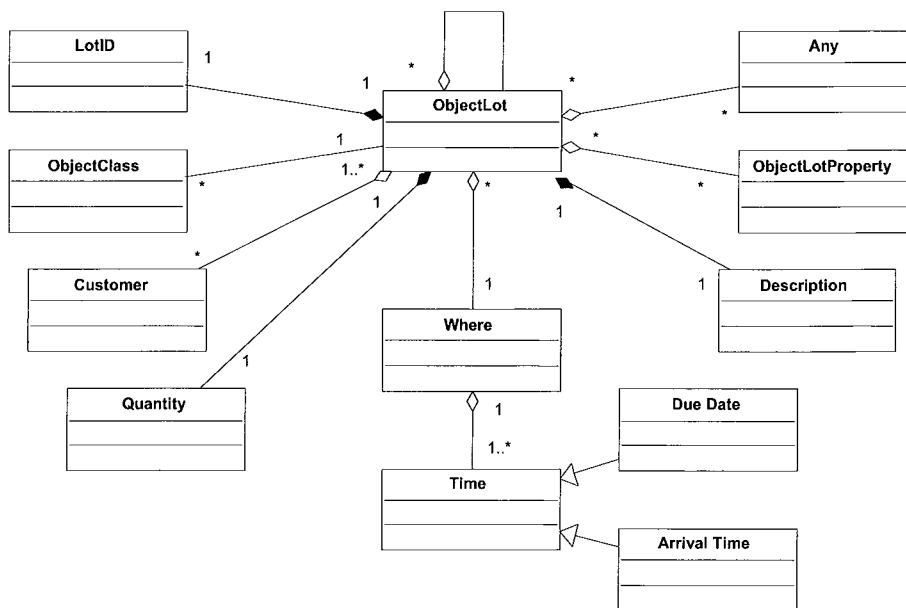 LotID
1
*
1
ObjectLot
*
Any
*
ObjectClass
1
*
1..*
*
ObjectLotProperty
*
1
*
1
Customer
*
1
Where
1
Description
Quantity
1
1
1..*
Time
Due Date
Arrival Time